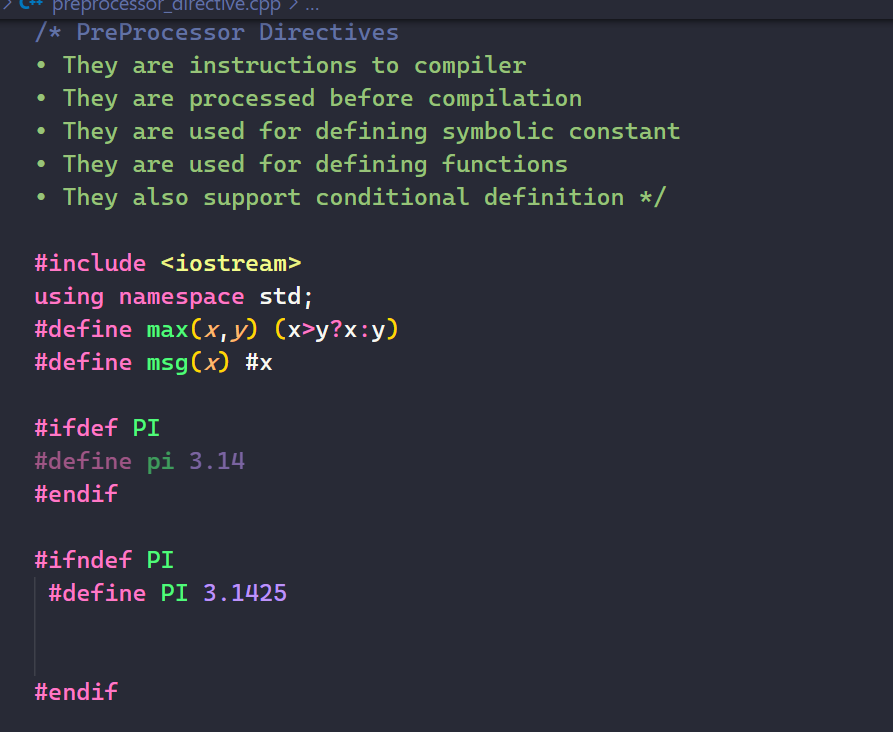 C++ preprocessor_directive.cpp > ...
/* PreProcessor Directives
• They are instructions to compiler
• They are processed before compilation
• They are used for defining symbolic constant
• They are used for defining functions
• They also support conditional definition */
#include <iostream>
using namespace std;
#define max(x,y) (x>y?x:y)
#define msg(x) #x
#ifdef PI
#define pi 3.14
#endif
#ifndef PI
#define PI 3.1425
#endif